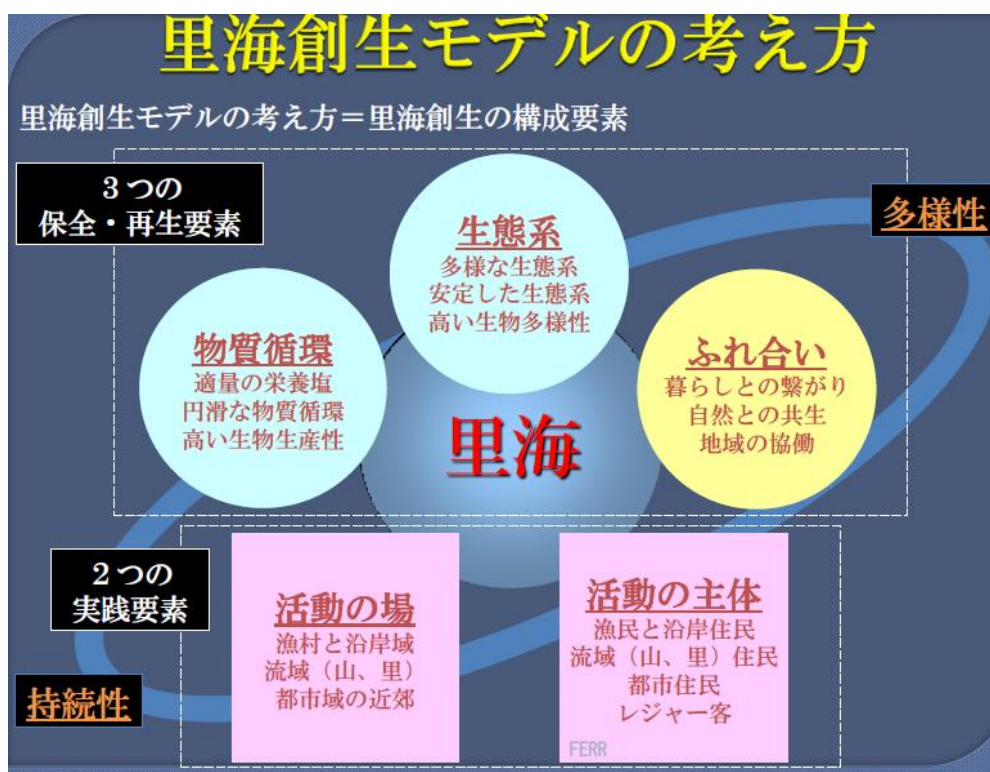 里海創生モデルの考え方
里海創生モデルの考え方＝里海創生の構成要素
３つの
保全・再生要素
多様性
生態系
多様な生態系
安定した生態系
高い生物多様性
物質循環
適量の栄養塩
円滑な物質循環
高い生物生産性
ふれ合い
暮らしとの繋がり
自然との共生
地域の協働
里海
２つの
実践要素
持続性
活動の場
漁村と沿岸域
流域（山、里）
都市域の近郊
活動の主体
漁民と沿岸住民
流域（山、里）住民
都市住民
レジャー客
FERR